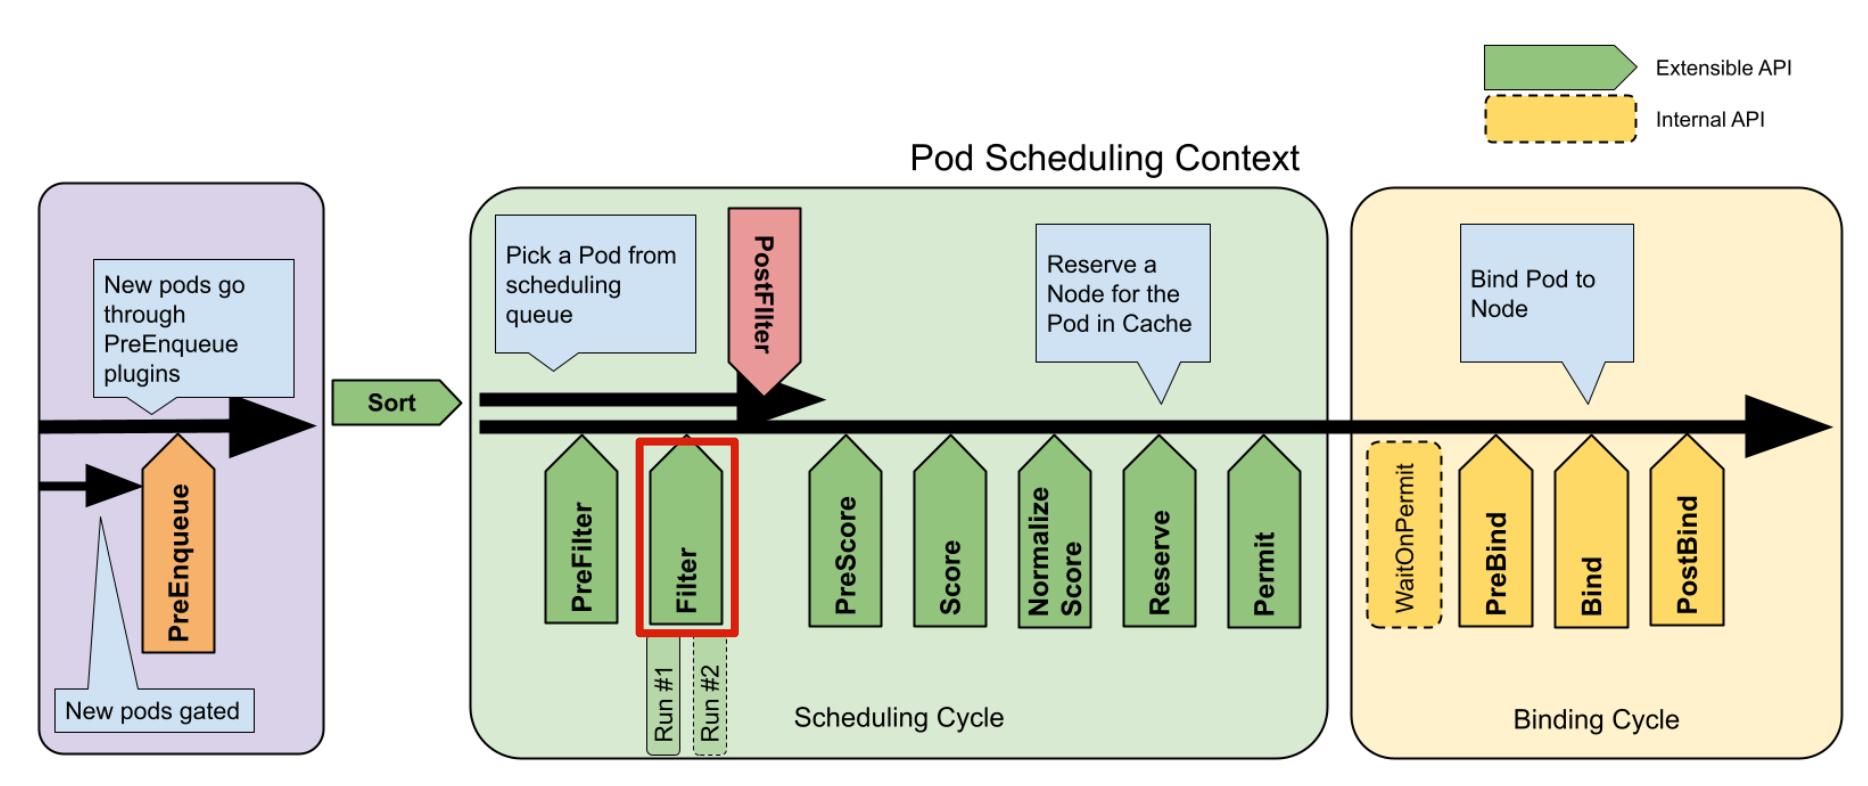 Extensible API
Internal API
Pod Scheduling Context
New pods go
through
PreEnqueue
plugins
PreEnqueue
New pods gated
Sort
Pick a Pod from
scheduling
queue
PostFIlter
Reserve a
Node for the
Pod in Cache
PreFilter
Filter
Run #1
Run #2
PreScore
Score
Normalize
Score
Reserve
Permit
Scheduling Cycle
Bind Pod to
Node
WaitOnPermit
PreBind
Bind
PostBind
Binding Cycle